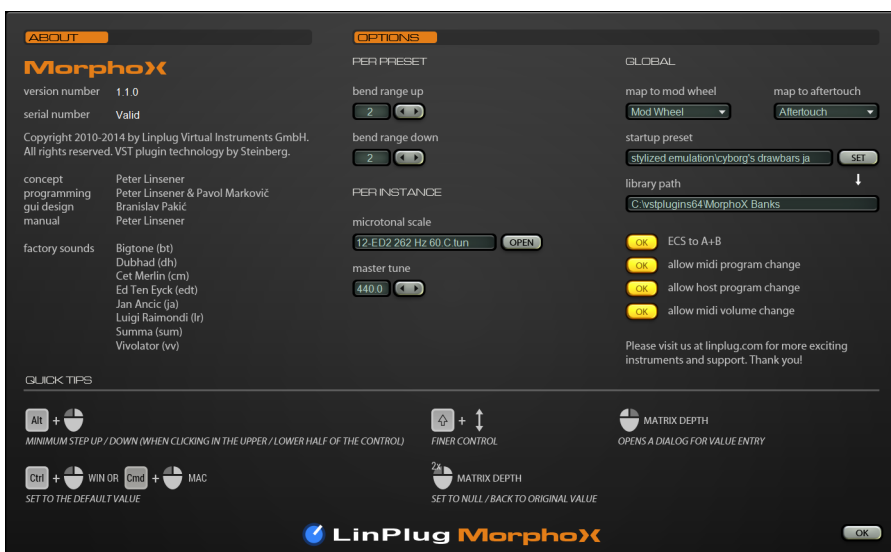 ABOUT
MorphoX
version number 1.1.0
serial number Valid
Copyright 2010-2014 by Linplug Virtual Instruments GmbH.
All rights reserved. VST plugin technology by Steinberg.
concept Peter Linsener
programming Peter Linsener & Pavol Markovič
gui design Branislav Pakić
manual Peter Linsener
factory sounds Bigtone (bt)
Dubhad (dh)
Cet Merlin (cm)
Ed Ten Eyck (edt)
Jan Ancic (ja)
Luigi Raimondi (lr)
Summa (sum)
Vivolator (vv)
OPTIONS
PER PRESET
bend range up
2
bend range down
2
PER INSTANCE
microtonal scale
12-ED2 262 Hz 60.C.tun OPEN
master tune
440.0
GLOBAL
map to mod wheel map to aftertouch
Mod Wheel Aftertouch
startup preset
stylized emulation\cyborg's drawbars ja SET
library path
C:\vstplugins64\MorphoX Banks
OK ECS to A+B
OK allow midi program change
OK allow host program change
OK allow midi volume change
Please visit us at linplug.com for more exciting
instruments and support. Thank you!
QUICK TIPS
Alt +
MINIMUM STEP UP / DOWN (WHEN CLICKING IN THE UPPER / LOWER HALF OF THE CONTROL)
+
FINER CONTROL
MATRIX DEPTH
OPENS A DIALOG FOR VALUE ENTRY
Ctrl + WIN OR Cmd + MAC
SET TO THE DEFAULT VALUE
2x MATRIX DEPTH
SET TO NULL / BACK TO ORIGINAL VALUE
LinPlug MorphoX
OK